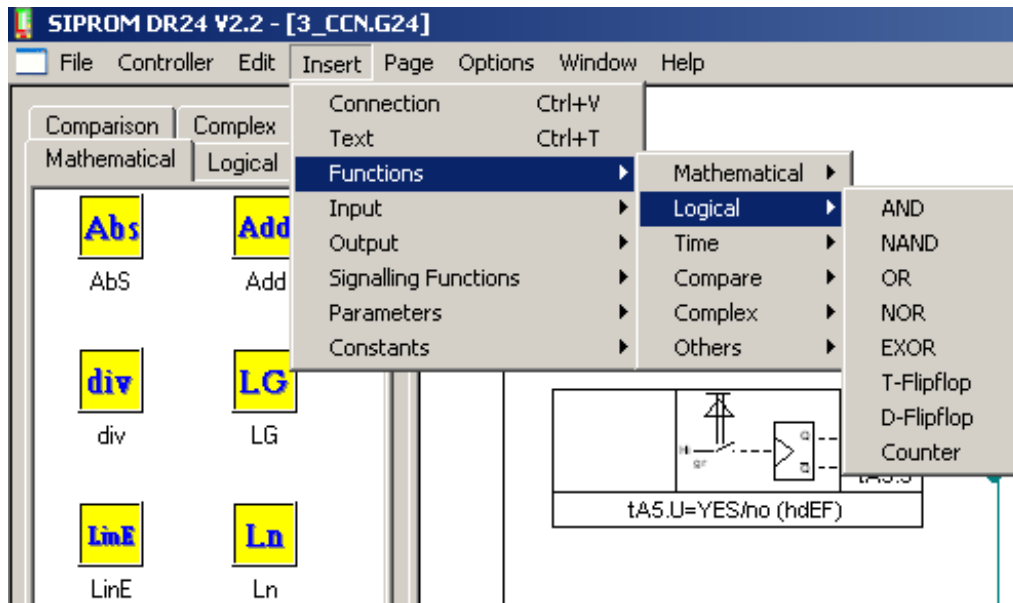 SIPROM DR24 V2.2 - [3_CCN.G24]
File Controller Edit Insert Page Options Window Help
Comparison Complex
Mathematical Logical
Abs Add
AbS Add
div LG
div LG
LinE Ln
LinE Ln
Connection Ctrl+V
Text Ctrl+T
Functions
Input
Output
Signalling Functions
Parameters
Constants
Mathematical
Logical
Time
Compare
Complex
Others
AND
NAND
OR
NOR
EXOR
T-Flipflop
D-Flipflop
Counter
Q
Q
tA5.U=YES/no (hdEF)